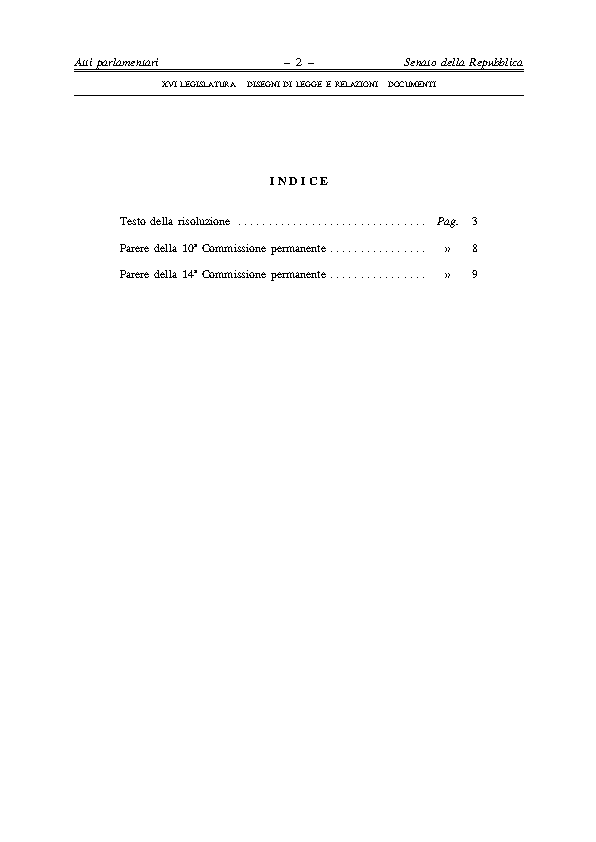 Atti parlamentari – 2 – Senato della Repubblica
XVI LEGISLATURA DISEGNI DI LEGGE E RELAZIONI DOCUMENTI
INDICE
Testo della risoluzione ............................... Pag. 3
Parere della 10ª Commissione permanente ................ » 8
Parere della 14ª Commissione permanente ................ » 9